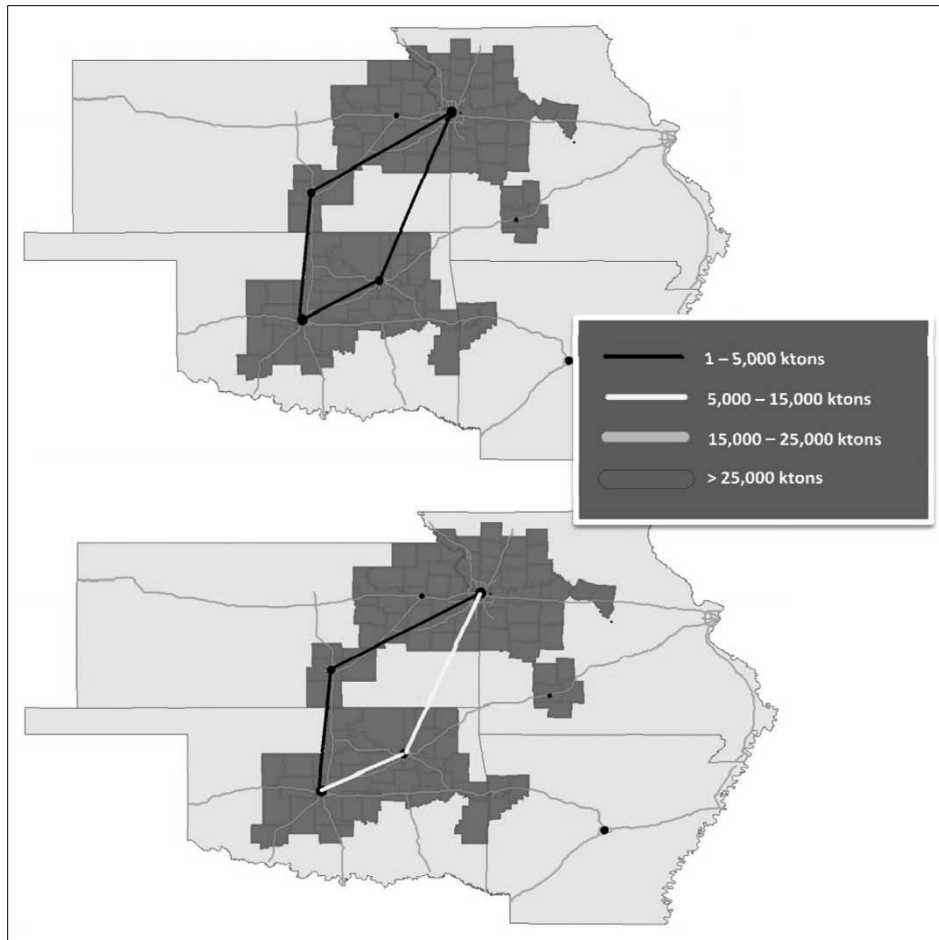 1 – 5,000 ktons
5,000 – 15,000 ktons
15,000 – 25,000 ktons
> 25,000 ktons